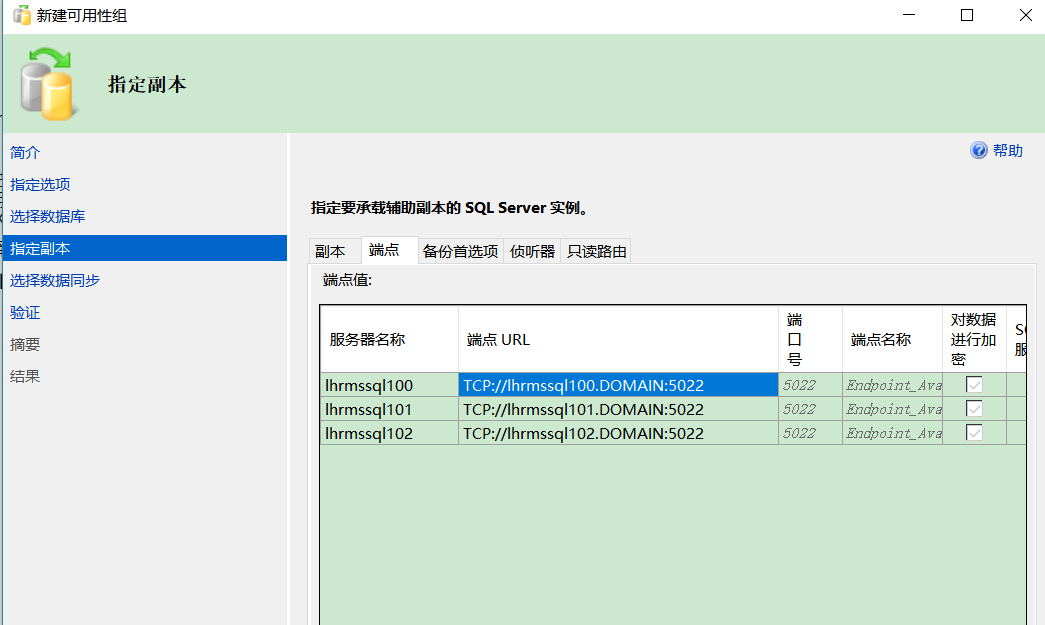 新建可用性组
指定副本
简介
指定选项
选择数据库
指定副本
选择数据同步
验证
摘要
结果
帮助
指定要承载辅助副本的 SQL Server 实例。
副本 端点 备份首选项 侦听器 只读路由
端点值:
服务器名称 端点 URL 端口号 端点名称 对数据进行加密
lhrmssql100 TCP://lhrmssql100.DOMAIN:5022 5022 Endpoint_Ava
lhrmssql101 TCP://lhrmssql101.DOMAIN:5022 5022 Endpoint_Ava
lhrmssql102 TCP://lhrmssql102.DOMAIN:5022 5022 Endpoint_Ava